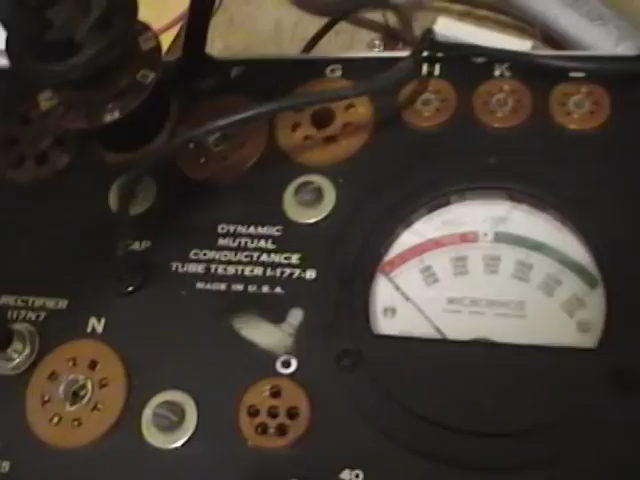 G
H
K
L
DYNAMIC
MUTUAL
CONDUCTANCE
TUBE TESTER I-177-B
MADE IN U.S.A.
CAP
RECTIFIER
117N7
N
MICROMHOS
40